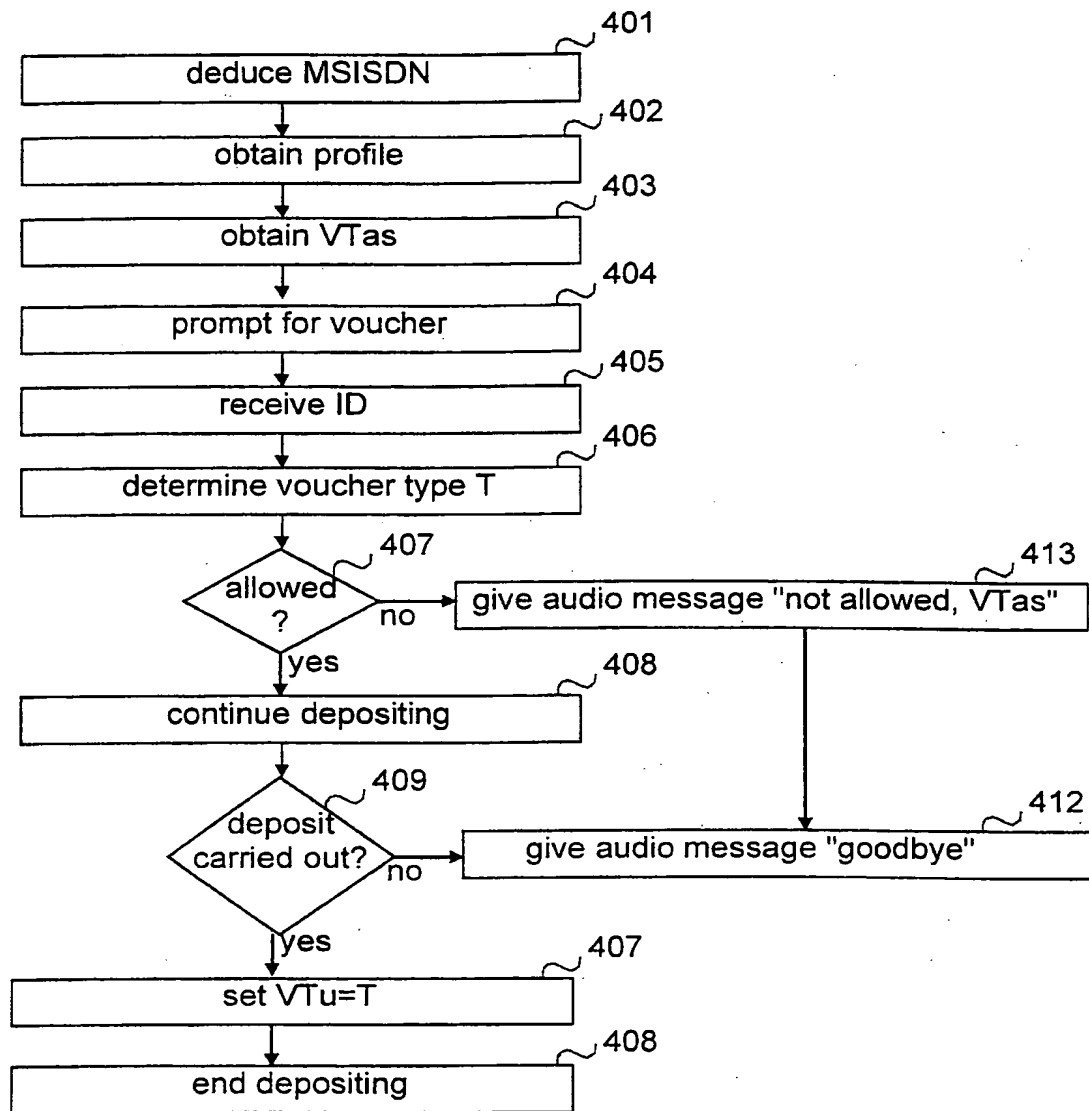 401
deduce MSISDN
402
obtain profile
403
obtain VTas
404
prompt for voucher
405
receive ID
406
determine voucher type T
407
allowed
?
no
yes
413
give audio message "not allowed, VTas"
408
continue depositing
409
deposit
carried out?
no
yes
412
give audio message "goodbye"
407
set VTu=T
408
end depositing